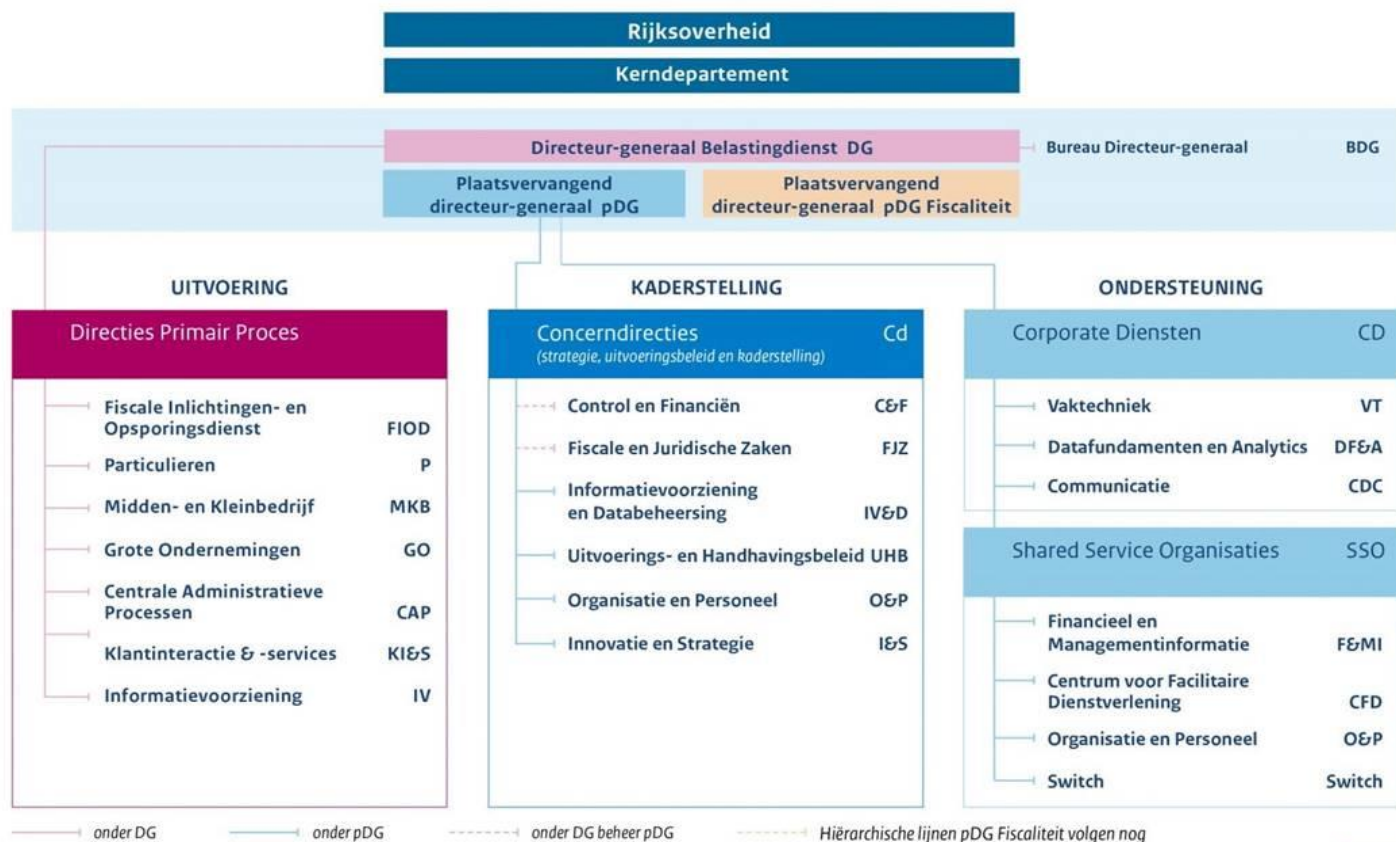 Rijksoverheid
Kerndepartement
Directeur-generaal Belastingdienst DG
Bureau Directeur-generaal BDG
Plaatsvervangend
directeur-generaal pDG
Plaatsvervangend
directeur-generaal pDG Fiscaliteit
UITVOERING
Directies Primair Proces
Fiscale Inlichtingen- en
Opsporingsdienst FIOD
Particulieren P
Midden- en Kleinbedrijf MKB
Grote Ondernemingen GO
Centrale Administratieve
Processen CAP
Klantinteractie & -services KI&S
Informatievoorziening IV
KADERSTELLING
Concerndirecties Cd
(strategie, uitvoeringsbeleid en kaderstelling)
Control en Financiën C&F
Fiscale en Juridische Zaken FJZ
Informatievoorziening
en Databeheersing IV&D
Uitvoerings- en Handhavingsbeleid UHB
Organisatie en Personeel O&P
Innovatie en Strategie I&S
ONDERSTEUNING
Corporate Diensten CD
Vaktechniek VT
Datafundamenten en Analytics DF&A
Communicatie CDC
Shared Service Organisaties SSO
Financieel en
Managementinformatie F&MI
Centrum voor Facilitaire
Dienstverlening CFD
Organisatie en Personeel O&P
Switch Switch
onder DG
onder pDG
onder DG beheer pDG
Hiërarchische lijnen pDG Fiscaliteit volgen nog